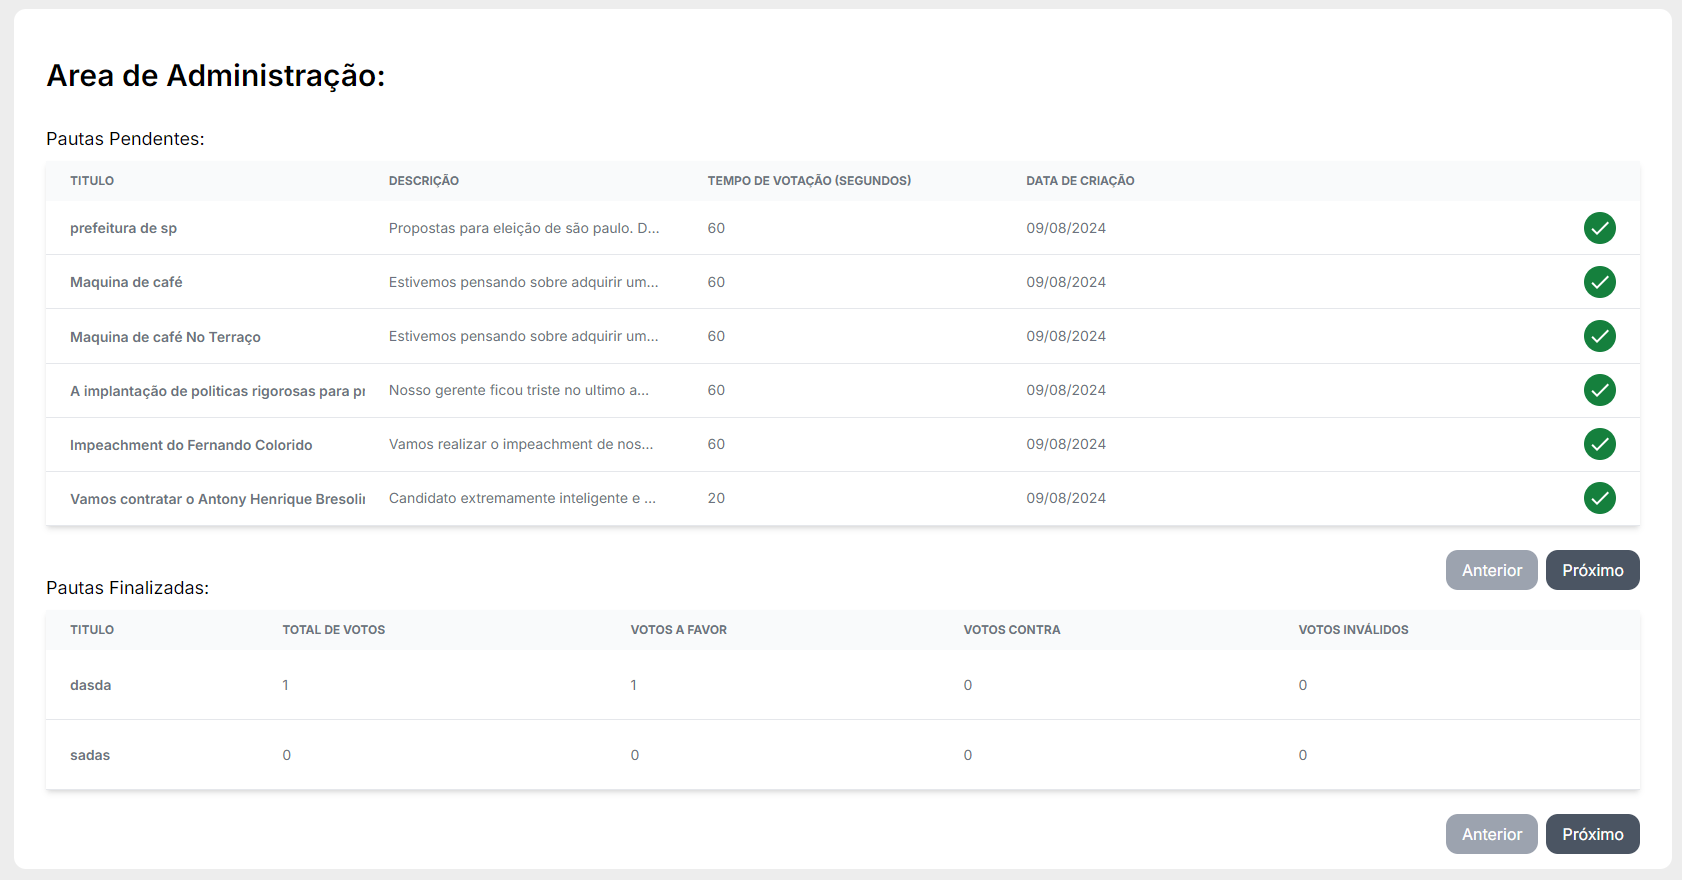 Area de Administração:
Pautas Pendentes:
TITULO DESCRIÇÃO TEMPO DE VOTAÇÃO (SEGUNDOS) DATA DE CRIAÇÃO
prefeitura de sp Propostas para eleição de são paulo. D... 60 09/08/2024
Maquina de café Estivemos pensando sobre adquirir um... 60 09/08/2024
Maquina de café No Terraço Estivemos pensando sobre adquirir um... 60 09/08/2024
A implantação de politicas rigorosas para pr Nosso gerente ficou triste no ultimo a... 60 09/08/2024
Impeachment do Fernando Colorido Vamos realizar o impeachment de nos... 60 09/08/2024
Vamos contratar o Antony Henrique Bresolin Candidato extremamente inteligente e ... 20 09/08/2024
Anterior Próximo
Pautas Finalizadas:
TITULO TOTAL DE VOTOS VOTOS A FAVOR VOTOS CONTRA VOTOS INVÁLIDOS
dasda 1 1 0 0
sadas 0 0 0 0
Anterior Próximo